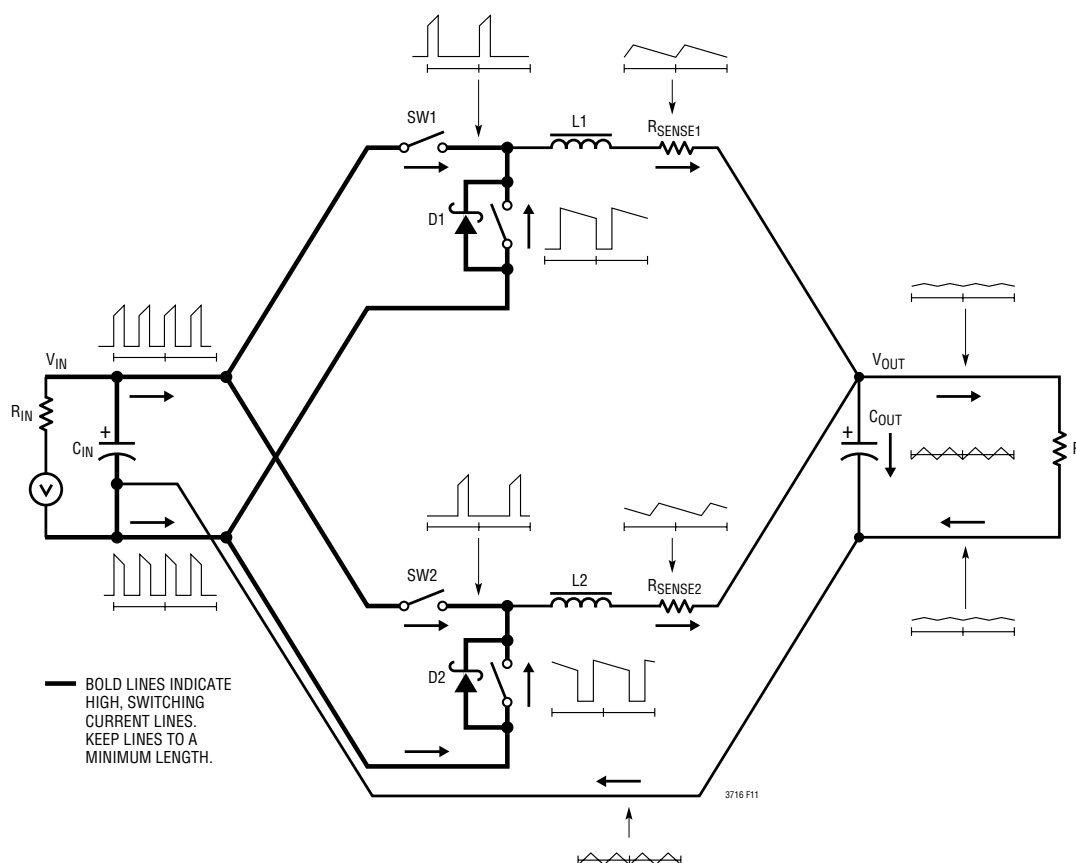 SW1
L1
RSENSE1
D1
VIN
VOUT
RIN
CIN
+
COUT
+
R
V
SW2
L2
RSENSE2
D2
BOLD LINES INDICATE
HIGH, SWITCHING
CURRENT LINES.
KEEP LINES TO A
MINIMUM LENGTH.
3716 F11